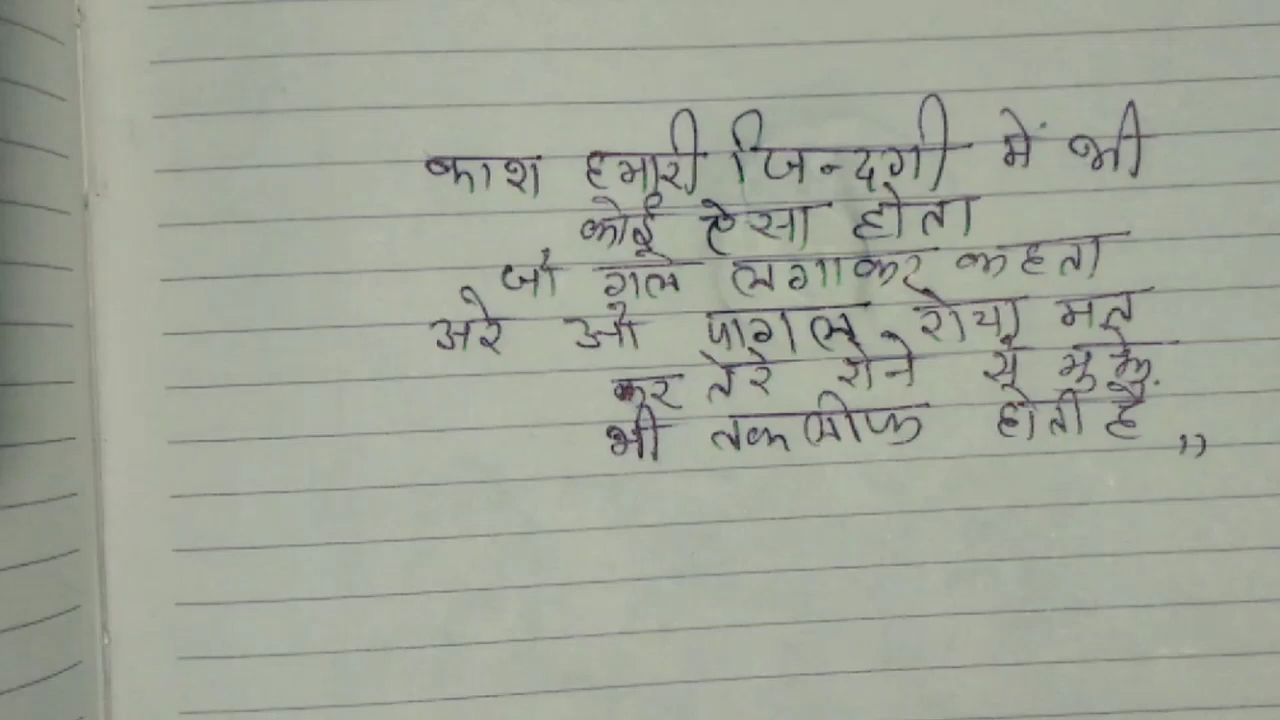 काश हमारी जिन्दगी में भी
कोई ऐसा होता
जो गले लगाकर कहता
अरे ओ पागल रोया मत
कर तेरे रोने से मुझे
भी तकलीफ होती है ,,